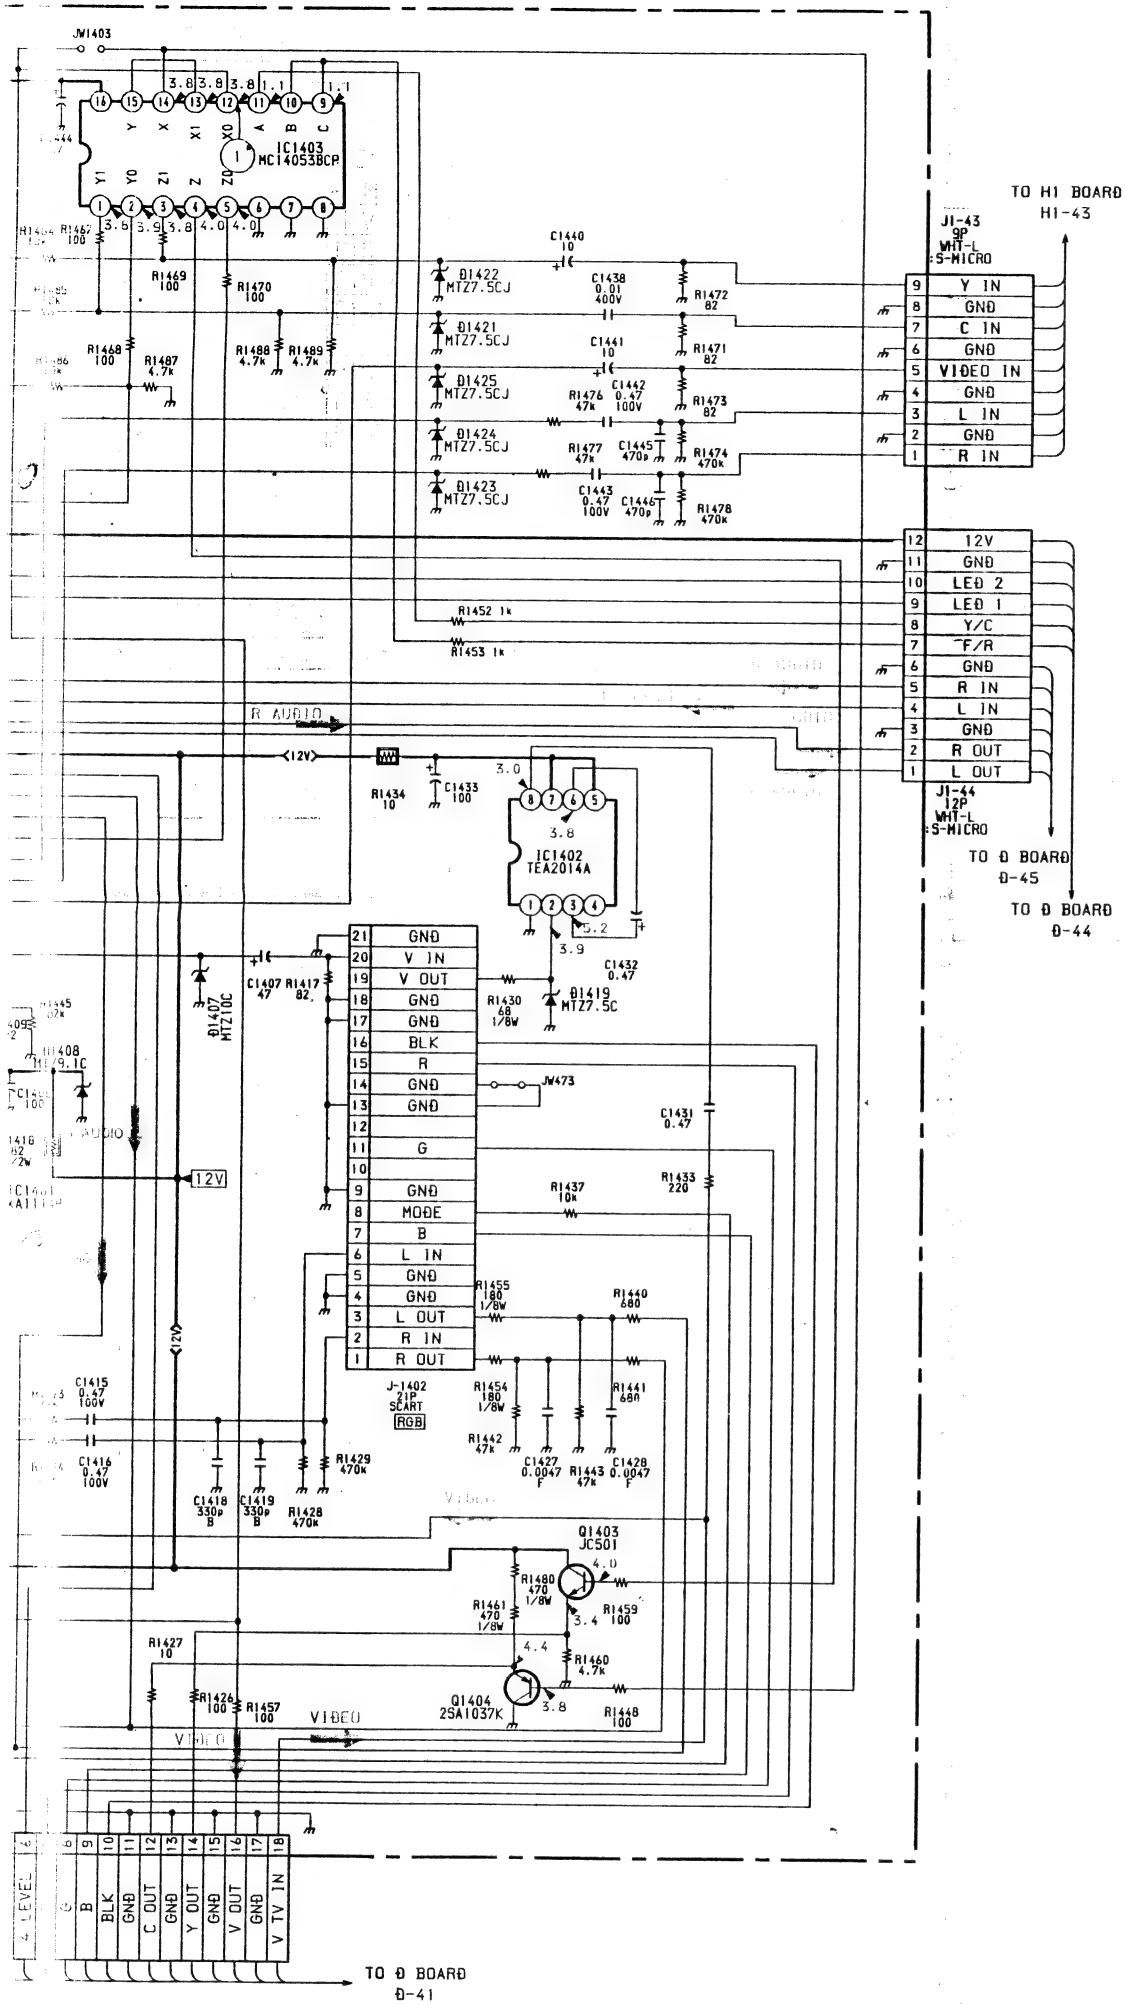 JW1403
3.8
3.8
3.8
1.1
1.1
16
15
14
13
12
11
10
9
Y
X
X1
X0
A
B
C
1
IC1403
MC14053BCP
Y1
Y0
Z1
Z
Z0
1
2
3
4
5
6
7
8
3.8
3.9
3.8
4.0
4.0
R1467
100
R1469
100
R1470
100
R1468
100
R1487
4.7k
R1488
4.7k
R1489
4.7k
D1422
MTZ7.5CJ
D1421
MTZ7.5CJ
D1425
MTZ7.5CJ
D1424
MTZ7.5CJ
D1423
MTZ7.5CJ
C1440
10
C1438
0.01
400V
C1441
10
C1442
0.47
100V
R1476
47k
R1477
47k
C1443
0.47
100V
C1445
470p
C1446
470p
R1472
82
R1471
82
R1473
82
R1474
470k
R1478
470k
TO H1 BOARD
H1-43
J1-43
9P
WHT-L
:S-MICRO
9 Y IN
8 GND
7 C IN
6 GND
5 VIDEO IN
4 GND
3 L IN
2 GND
1 R IN
12 12V
11 GND
10 LED 2
9 LED 1
8 Y/C
7 F/R
6 GND
5 R IN
4 L IN
3 GND
2 R OUT
1 L OUT
J1-44
12P
WHT-L
:S-MICRO
TO D BOARD
D-45
TO D BOARD
D-44
R1452 1k
R1453 1k
R AUDIO
12V
R1434
10
C1433
100
3.0
8
7
6
5
3.8
IC1402
TEA2014A
1
2
3
4
5.2
3.9
C1432
0.47
D1419
MTZ7.5C
R1430
68
1/8W
D1407
MTZ10C
C1407
47
R1417
82
21 GND
20 V IN
19 V OUT
18 GND
17 GND
16 BLK
15 R
14 GND
13 GND
12
11 G
10
9 GND
8 MODE
7 B
6 L IN
5 GND
4 GND
3 L OUT
2 R IN
1 R OUT
J-1402
21P
SCART
RGB
JW473
C1431
0.47
R1433
220
R1437
10k
R1455
180
1/8W
R1440
680
R1454
180
1/8W
R1441
680
R1442
47k
C1427
0.0047
F
R1443
47k
C1428
0.0047
F
AUDIO
12V
12V
C1415
0.47
100V
C1416
0.47
100V
C1418
330p
B
C1419
330p
B
R1428
470k
R1429
470k
VIDEO
Q1403
JC501
4.0
R1480
470
1/8W
R1461
470
1/8W
3.4
R1459
100
R1460
4.7k
4.4
Q1404
2SA1037K
3.8
R1448
100
R1427
10
R1426
100
R1457
100
VIDEO
VIDEO
4 LEVEL
8 G
9 B
10 BLK
11 GND
12 C OUT
13 GND
14 Y OUT
15 GND
16 V OUT
17 GND
18 V TV IN
TO D BOARD
D-41